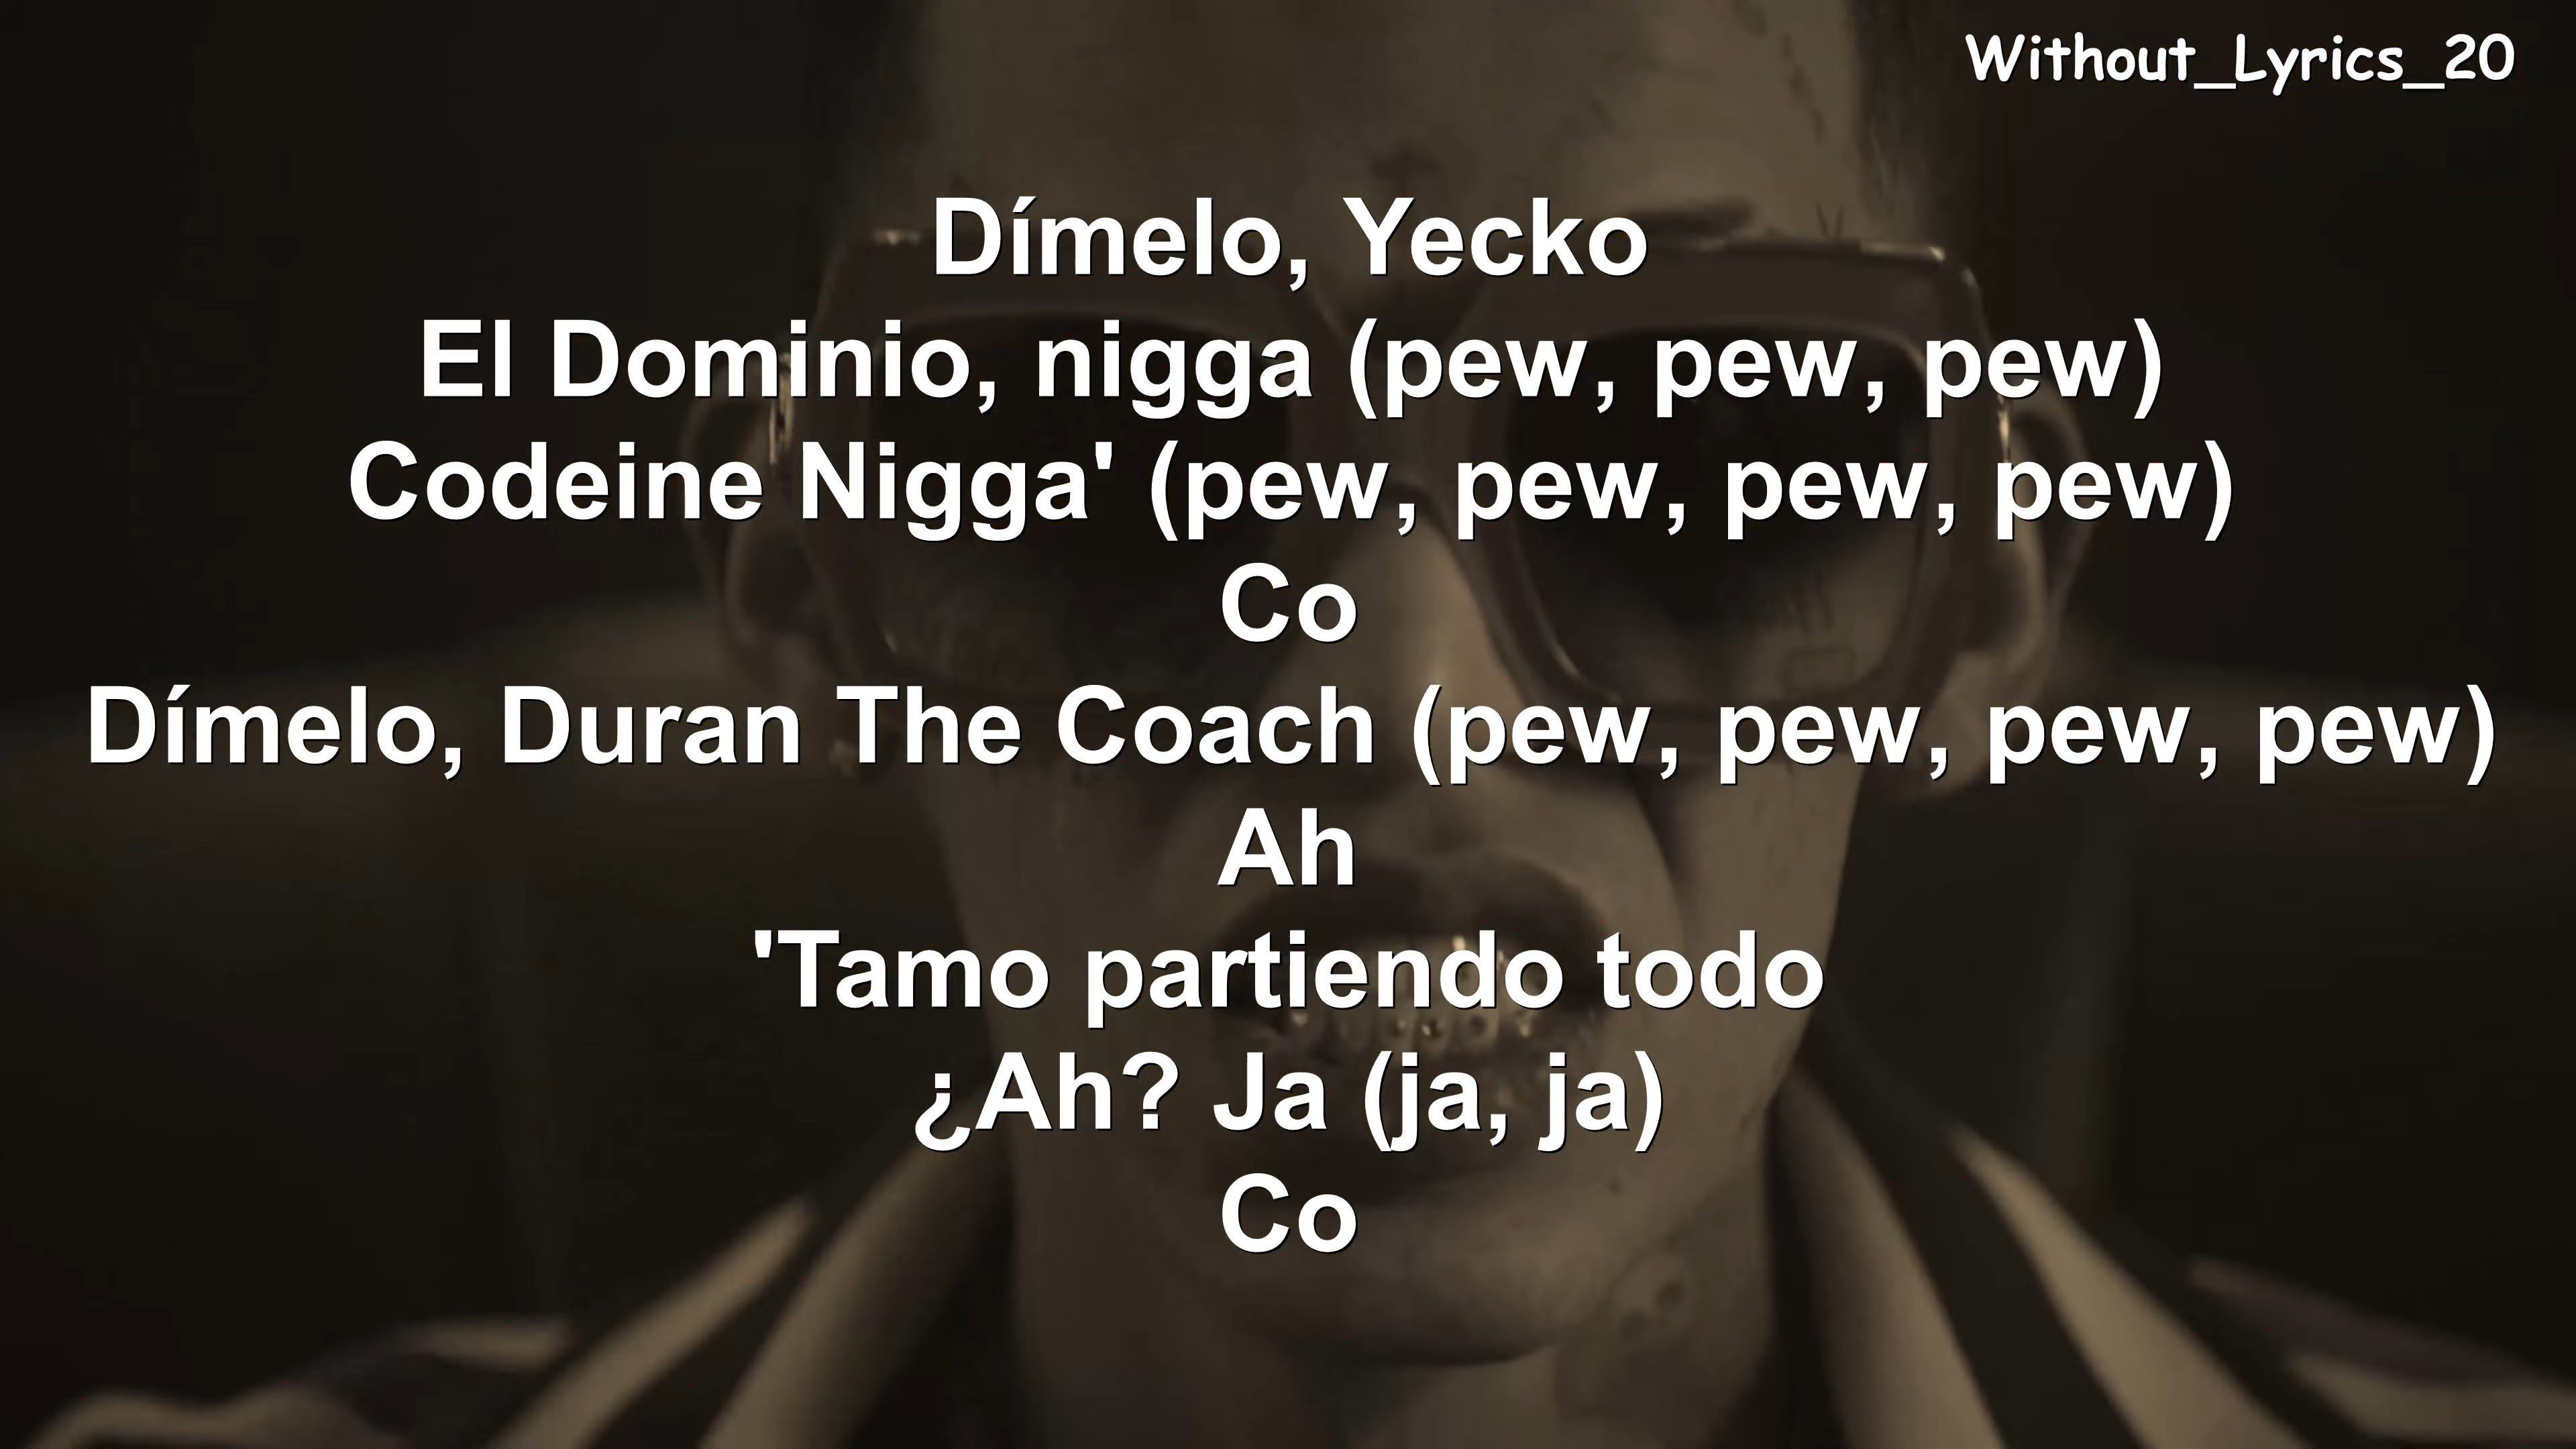 Without_Lyrics_20
Dímelo, Yecko
El Dominio, nigga (pew, pew, pew)
Codeine Nigga' (pew, pew, pew, pew)
Co
Dímelo, Duran The Coach (pew, pew, pew, pew)
Ah
'Tamo partiendo todo
¿Ah? Ja (ja, ja)
Co